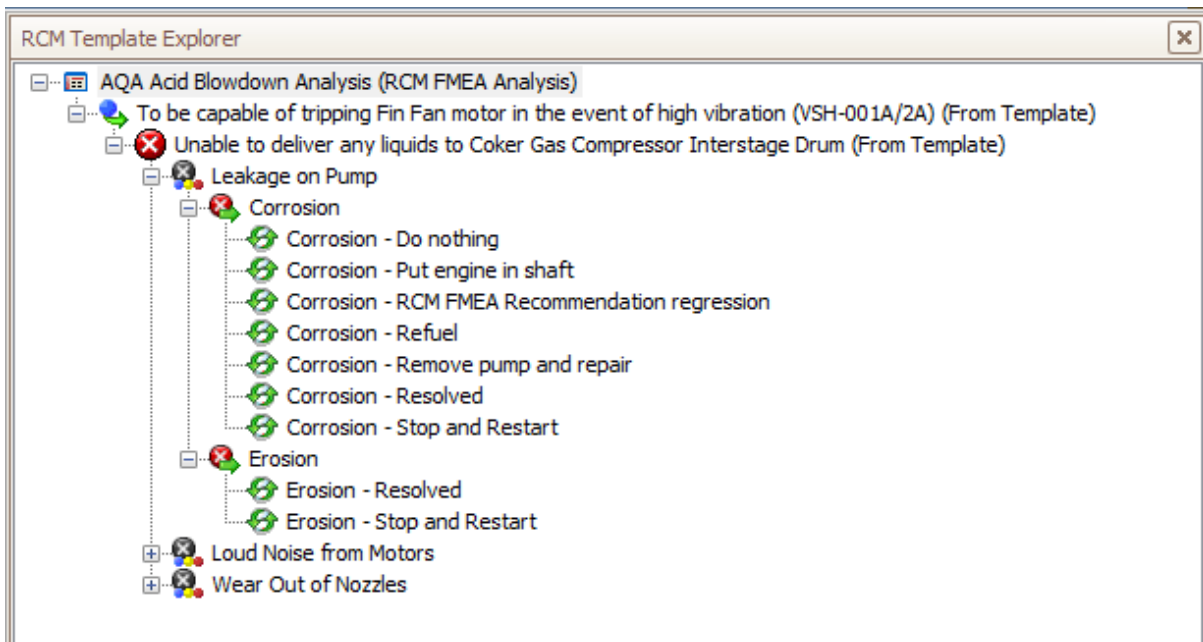 RCM Template Explorer
AQA Acid Blowdown Analysis (RCM FMEA Analysis)
To be capable of tripping Fin Fan motor in the event of high vibration (VSH-001A/2A) (From Template)
Unable to deliver any liquids to Coker Gas Compressor Interstage Drum (From Template)
Leakage on Pump
Corrosion
Corrosion - Do nothing
Corrosion - Put engine in shaft
Corrosion - RCM FMEA Recommendation regression
Corrosion - Refuel
Corrosion - Remove pump and repair
Corrosion - Resolved
Corrosion - Stop and Restart
Erosion
Erosion - Resolved
Erosion - Stop and Restart
Loud Noise from Motors
Wear Out of Nozzles